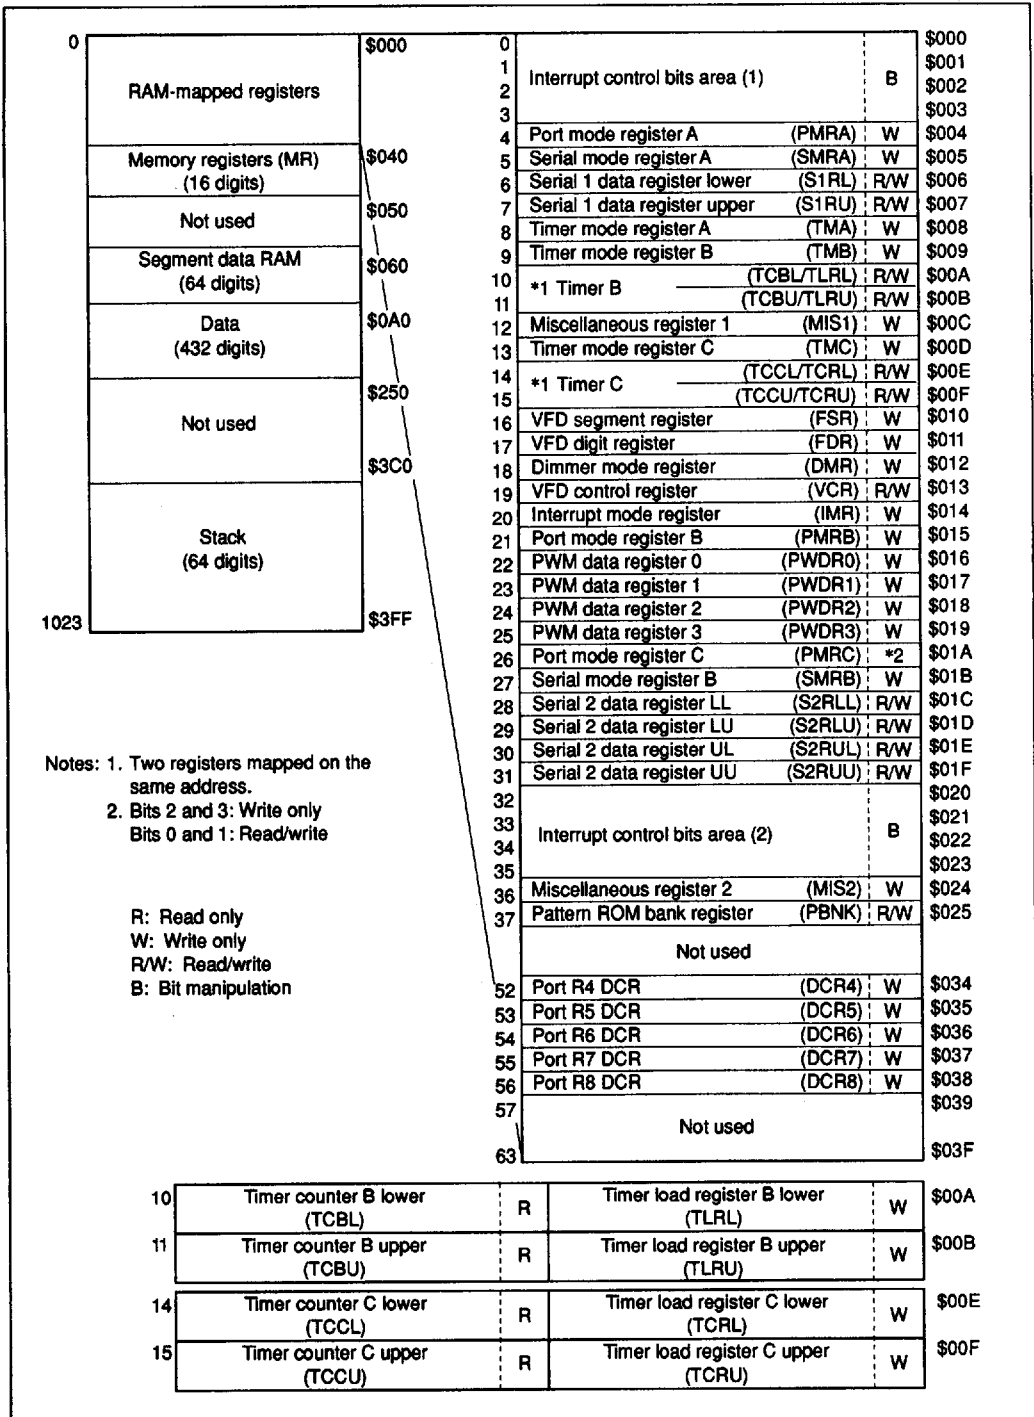 0 $000
RAM-mapped registers
Memory registers (MR) $040
(16 digits)
Not used $050
Segment data RAM $060
(64 digits)
Data $0A0
(432 digits)
$250
Not used
$3C0
Stack
(64 digits)
1023 $3FF
Notes: 1. Two registers mapped on the
same address.
2. Bits 2 and 3: Write only
Bits 0 and 1: Read/write
R: Read only
W: Write only
R/W: Read/write
B: Bit manipulation
0 $000
1 Interrupt control bits area (1) B $001
2 $002
3 $003
4 Port mode register A (PMRA) W $004
5 Serial mode register A (SMRA) W $005
6 Serial 1 data register lower (S1RL) R/W $006
7 Serial 1 data register upper (S1RU) R/W $007
8 Timer mode register A (TMA) W $008
9 Timer mode register B (TMB) W $009
10 *1 Timer B (TCBL/TLRL) R/W $00A
11 (TCBU/TLRU) R/W $00B
12 Miscellaneous register 1 (MIS1) W $00C
13 Timer mode register C (TMC) W $00D
14 *1 Timer C (TCCL/TCRL) R/W $00E
15 (TCCU/TCRU) R/W $00F
16 VFD segment register (FSR) W $010
17 VFD digit register (FDR) W $011
18 Dimmer mode register (DMR) W $012
19 VFD control register (VCR) R/W $013
20 Interrupt mode register (IMR) W $014
21 Port mode register B (PMRB) W $015
22 PWM data register 0 (PWDR0) W $016
23 PWM data register 1 (PWDR1) W $017
24 PWM data register 2 (PWDR2) W $018
25 PWM data register 3 (PWDR3) W $019
26 Port mode register C (PMRC) *2 $01A
27 Serial mode register B (SMRB) W $01B
28 Serial 2 data register LL (S2RLL) R/W $01C
29 Serial 2 data register LU (S2RLU) R/W $01D
30 Serial 2 data register UL (S2RUL) R/W $01E
31 Serial 2 data register UU (S2RUU) R/W $01F
32 $020
33 Interrupt control bits area (2) B $021
34 $022
35 $023
36 Miscellaneous register 2 (MIS2) W $024
37 Pattern ROM bank register (PBNK) R/W $025
Not used
52 Port R4 DCR (DCR4) W $034
53 Port R5 DCR (DCR5) W $035
54 Port R6 DCR (DCR6) W $036
55 Port R7 DCR (DCR7) W $037
56 Port R8 DCR (DCR8) W $038
57 $039
Not used
63 $03F
10 Timer counter B lower R Timer load register B lower W $00A
(TCBL) (TLRL)
11 Timer counter B upper R Timer load register B upper W $00B
(TCBU) (TLRU)
14 Timer counter C lower R Timer load register C lower W $00E
(TCCL) (TCRL)
15 Timer counter C upper R Timer load register C upper W $00F
(TCCU) (TCRU)